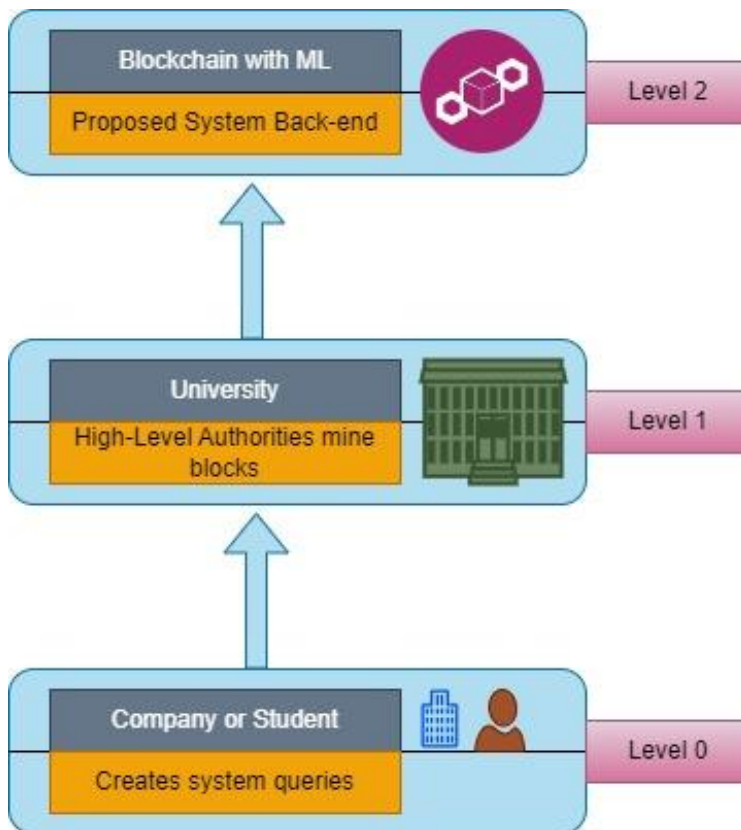 Blockchain with ML
Proposed System Back-end
Level 2
University
High-Level Authorities mine
blocks
Level 1
Company or Student
Creates system queries
Level 0